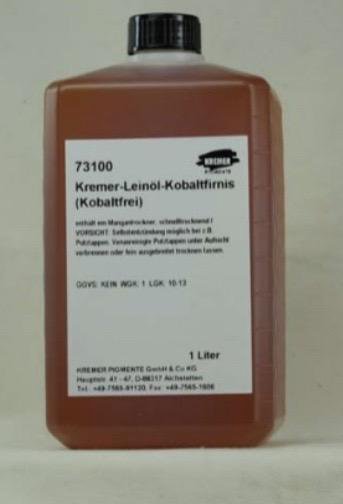 KREMER
PIGMENTE
73100
Kremer-Leinöl-Kobaltfirnis
(Kobaltfrei)
enthält em Mangantrockner, schnelltrocknend /
VORSICHT: Selbstentzündung möglich bei z.B.
Putzlappen. Verunreinigte Putzlappen unter Aufsicht
verbrennen oder fein ausgebreitet trocknen lassen.
GGVS: KEIN WGK: 1 LGK: 10-13
1 Liter
KREMER PIGMENTE GmbH & Co KG
Hauptstr. 41 - 47, D-88317 Aichstetten
Tel.: +49-7565-91120, Fax: +49-7565-1606